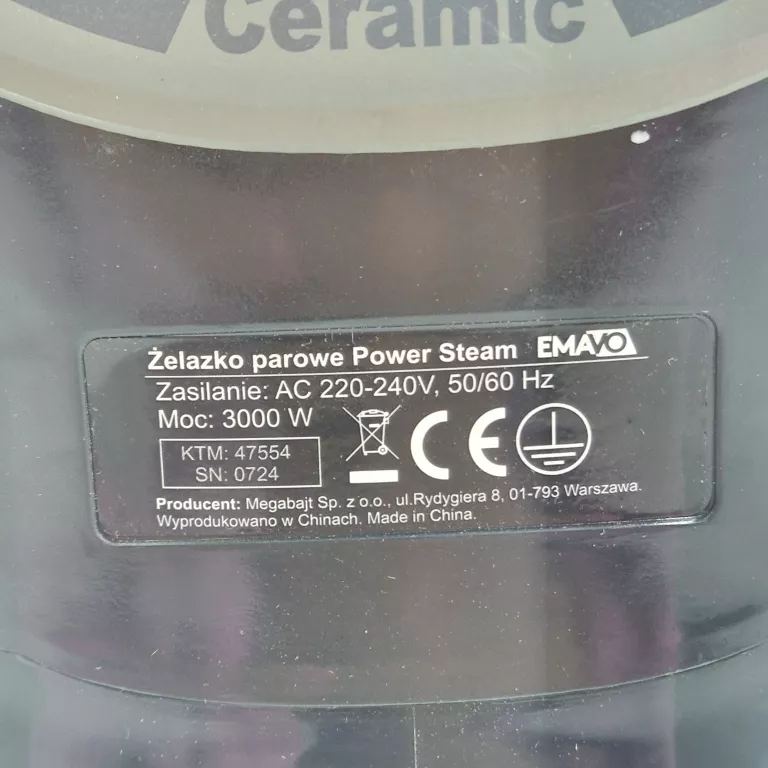 Ceramic
Żelazko parowe Power Steam EMAVO
Zasilanie: AC 220-240V, 50/60 Hz
Moc: 3000 W
KTM: 47554
SN: 0724
CE
Producent: Megabajt Sp. z o.o., ul.Rydygiera 8, 01-793 Warszawa.
Wyprodukowano w Chinach. Made in China.